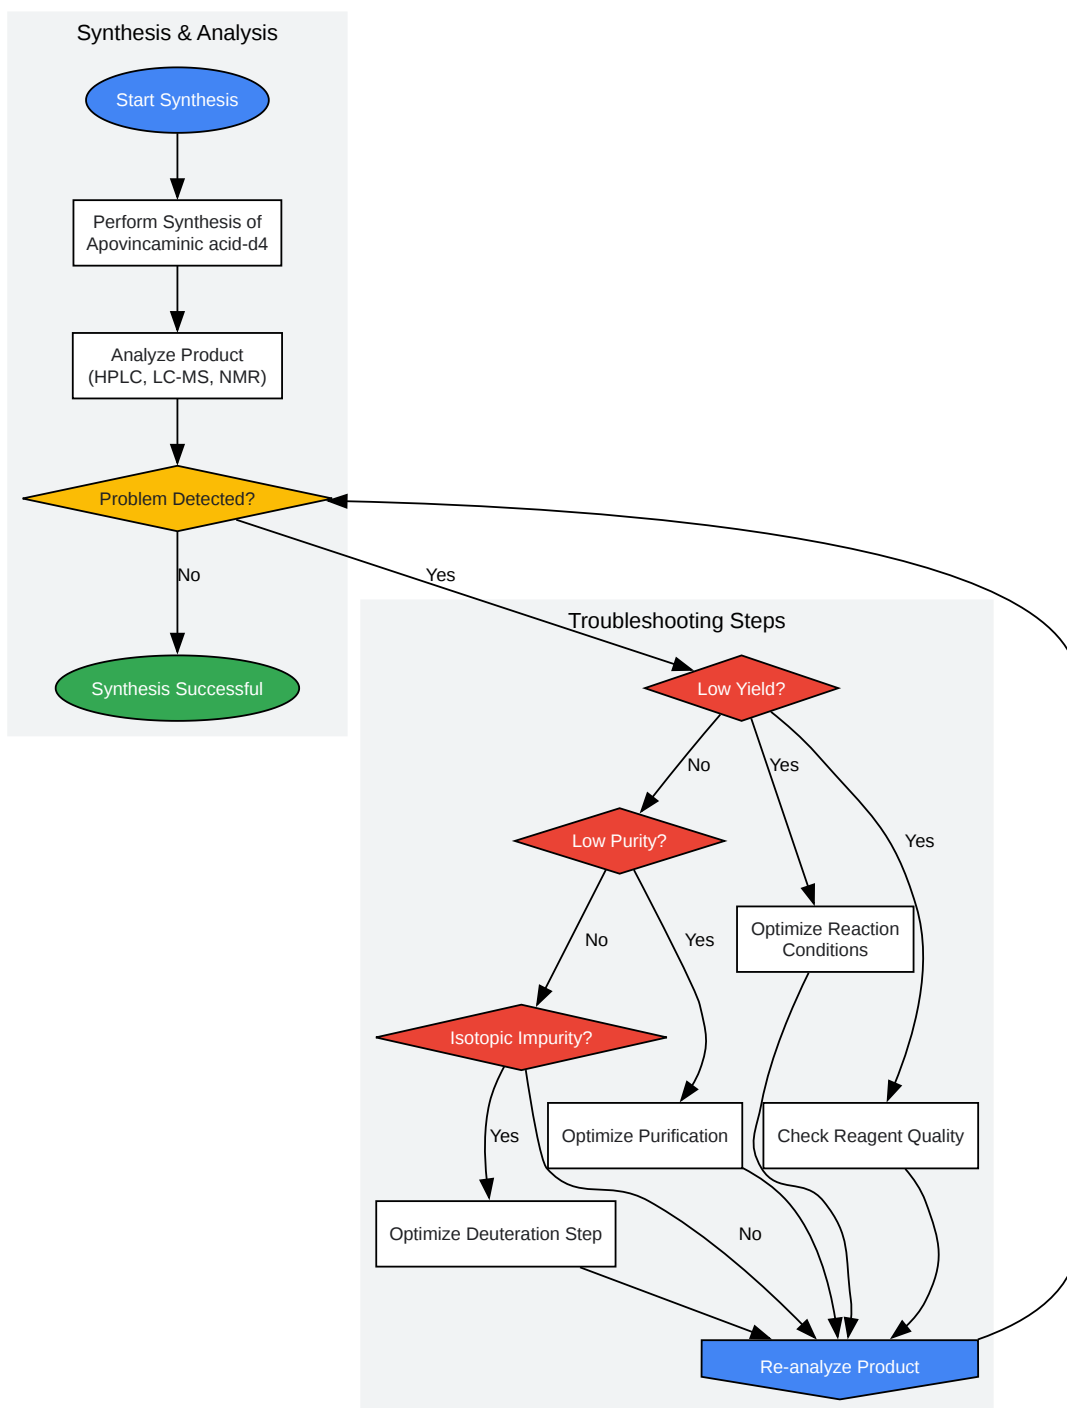 Synthesis & Analysis
Start Synthesis
Perform Synthesis of
Apovincaminic acid-d4
Analyze Product
(HPLC, LC-MS, NMR)
Problem Detected?
No
Yes
Synthesis Successful
Troubleshooting Steps
Low Yield?
No
Yes
Yes
Low Purity?
No
Yes
Optimize Reaction
Conditions
Isotopic Impurity?
Yes
No
Optimize Purification
Check Reagent Quality
Optimize Deuteration Step
Re-analyze Product